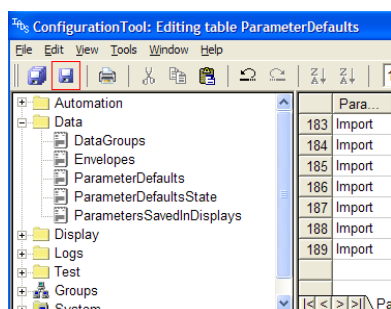 ConfigurationTool: Editing table ParameterDefaults
File Edit View Tools Window Help
Automation
Data
DataGroups
Envelopes
ParameterDefaults
ParameterDefaultsState
ParametersSavedInDisplays
Display
Logs
Test
Groups
System
Para...
183 Import
184 Import
185 Import
186 Import
187 Import
188 Import
189 Import